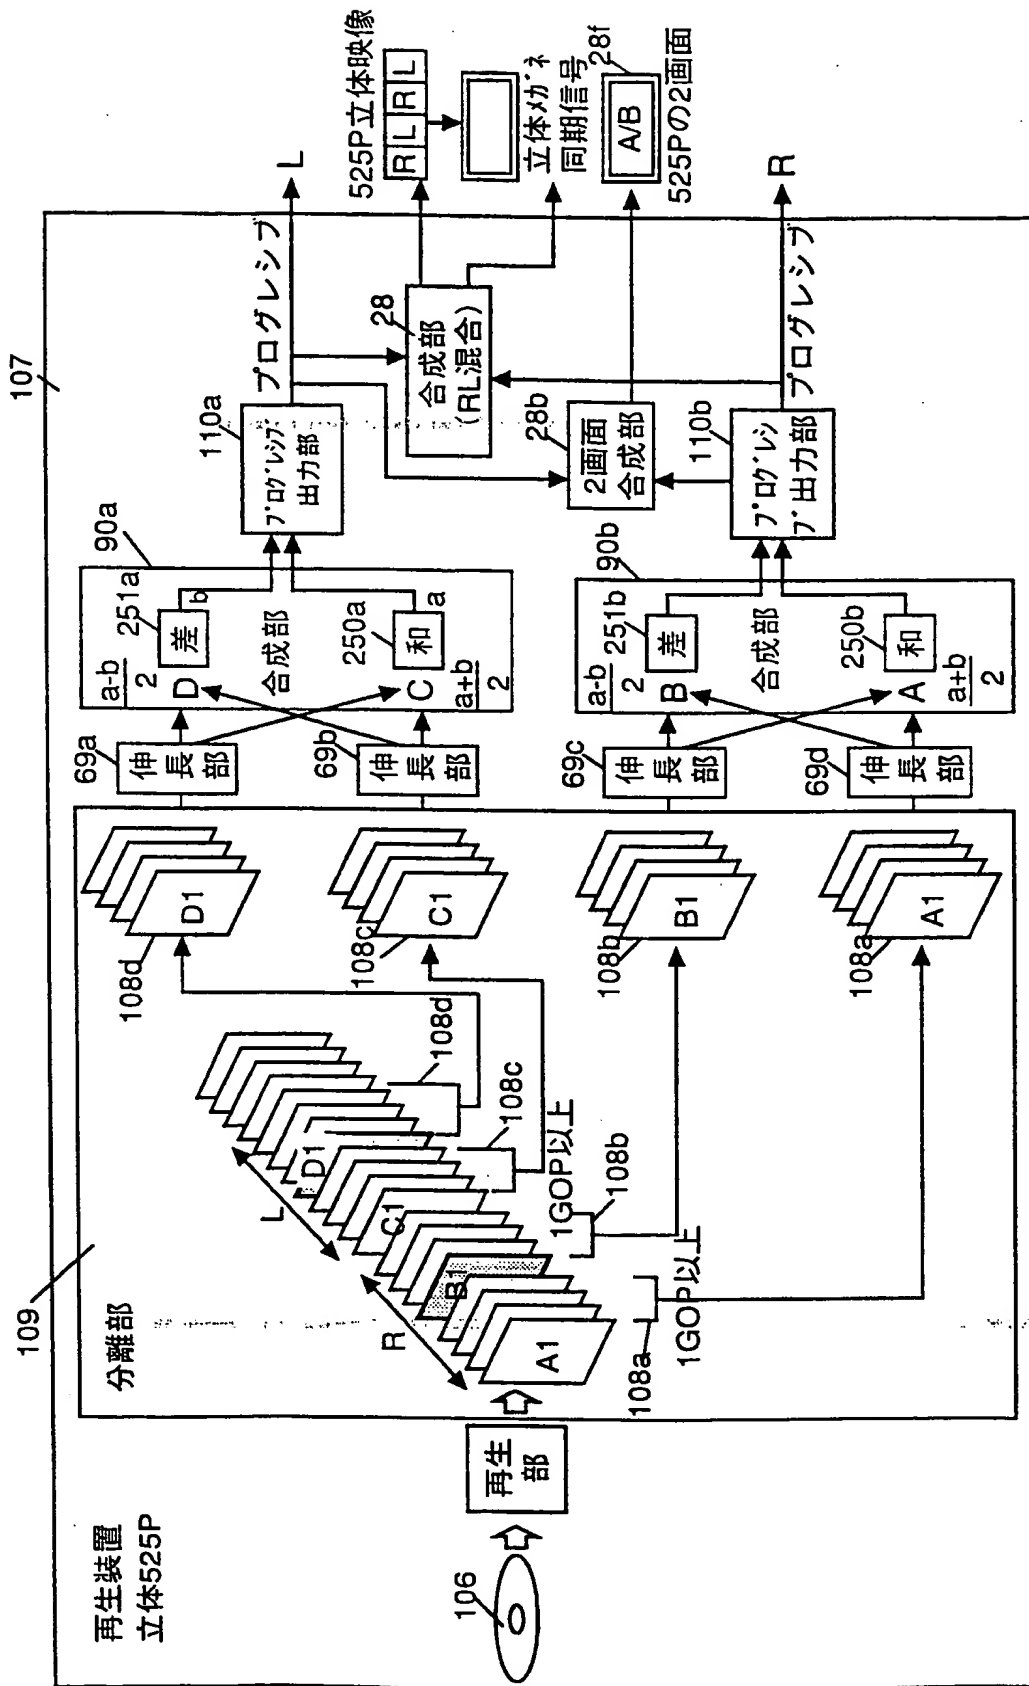 再生装置
立体525P
107
106
再生
部
109
分離部
A1
B1
C1
D1
R
L
108a
1GOP以上
108b
1GOP以上
108c
108d
108d
D1
108c
C1
108b
B1
108a
A1
69a
伸
長
部
69b
伸
長
部
69c
伸
長
部
69d
伸
長
部
90a
a-b
2
D
251a
差
b
合成部
C
250a
和
a
a+b
2
90b
a-b
2
B
251b
差
合成部
A
250b
和
a+b
2
110a
プログレシブ
出力部
プログレシブ
L
28
合成部
(RL混合)
28b
2画面
合成部
110b
プログレシ
ブ出力部
プログレシブ
R
525P立体映像
R L R L
立体メガネ
同期信号
A/B
28f
525Pの2画面